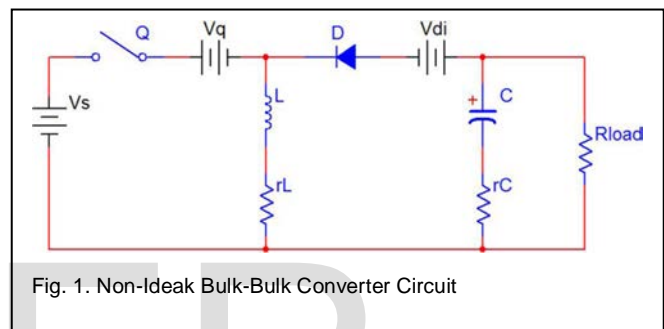 Q
Vq
D
Vdi
Vs
L
+
C
Rload
rL
rC
Fig. 1. Non-Ideak Bulk-Bulk Converter Circuit